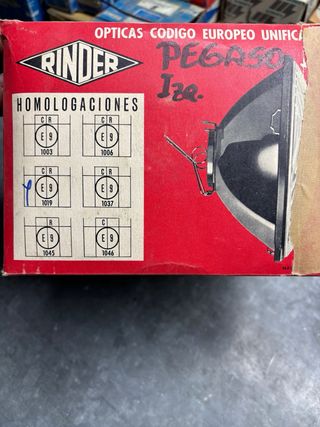 OPTICAS CODIGO EUROPEO UNIFICA
RINDER
PEGASO
Izq.
HOMOLOGACIONES
CR CR
E9 E9
1003 1006
CR CR
E9 E9
1019 1037
C C
E9 E9
1045 1046